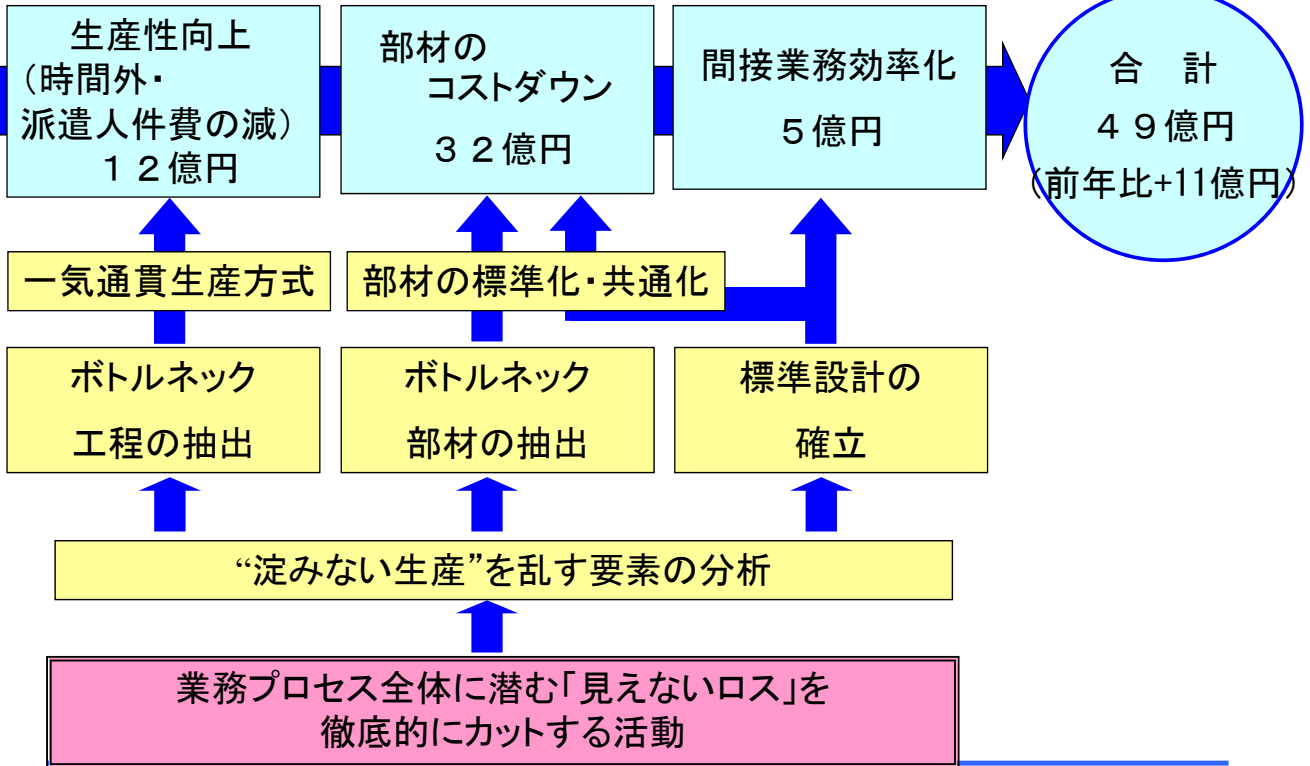 生産性向上
(時間外・
派遣人件費の減)
１２億円
部材の
コストダウン
３２億円
間接業務効率化
５億円
合　計
４９億円
(前年比+11億円)
一気通貫生産方式
部材の標準化・共通化
ボトルネック
工程の抽出
ボトルネック
部材の抽出
標準設計の
確立
“淀みない生産”を乱す要素の分析
業務プロセス全体に潜む「見えないロス」を
徹底的にカットする活動